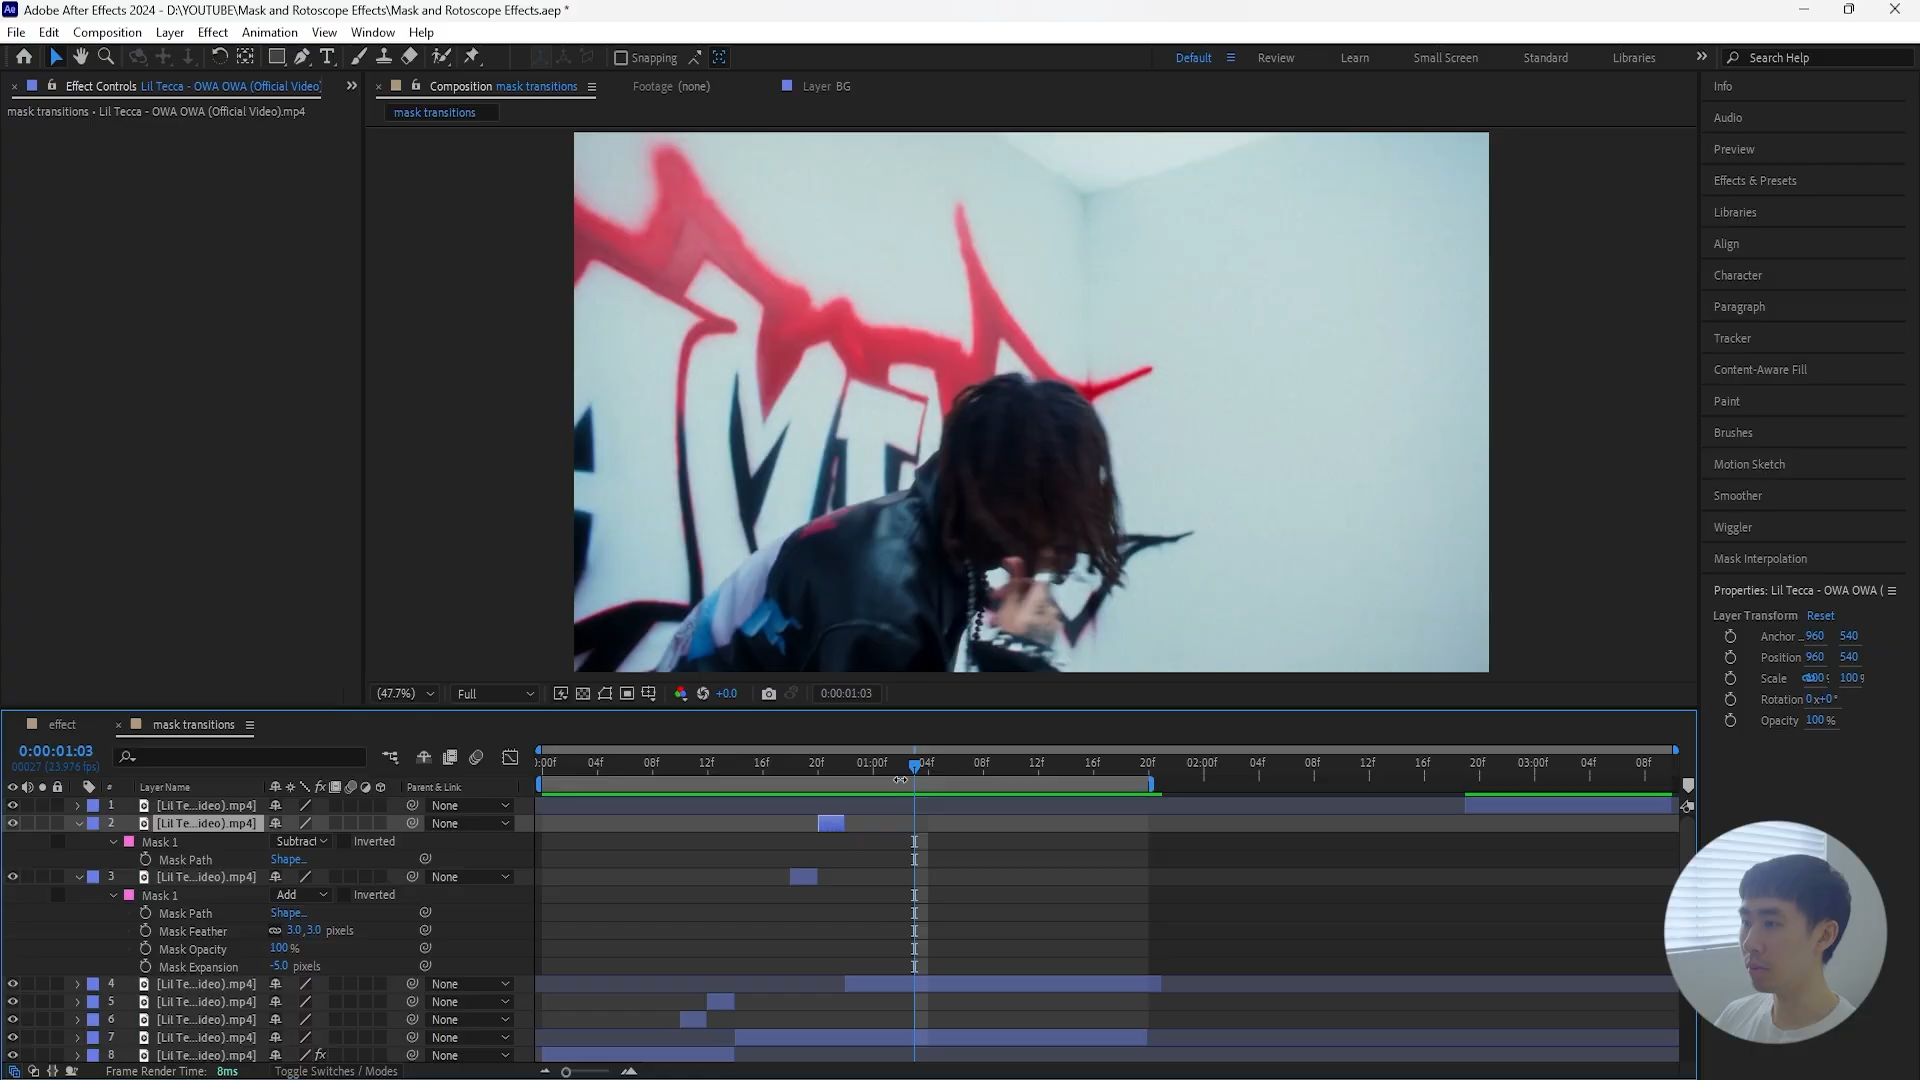 Adobe After Effects 2024 - D:\YOUTUBE\Mask and Rotoscope Effects\Mask and Rotoscope Effects.aep *
File Edit Composition Layer Effect Animation View Window Help
Snapping Default Review Learn Small Screen Standard Libraries Search Help
Effect Controls Lil Tecca - OWA OWA (Official Video) Composition mask transitions Footage (none) Layer BG
mask transitions • Lil Tecca - OWA OWA (Official Video).mp4
mask transitions
Info
Audio
Preview
Effects & Presets
Libraries
Align
Character
Paragraph
Tracker
Content-Aware Fill
Paint
Brushes
Motion Sketch
Smoother
Wiggler
Mask Interpolation
Properties: Lil Tecca - OWA OWA (
Layer Transform Reset
Anchor 960 540
Position 960 540
Scale 100 100
Rotation 0x+0°
Opacity 100 %
(47.7%) Full +0.0 0:00:01:03
effect mask transitions
0:00:01:03
00027 (23.976 fps)
:00f 04f 08f 12f 16f 20f 01:00f 04f 08f 12f 16f 20f 02:00f 04f 08f 12f 16f 20f 03:00f 04f 08f
# Layer Name fx Parent & Link
1 [Lil Te...ideo).mp4] None
2 [Lil Te...ideo).mp4] None
Mask 1 Subtract Inverted
Mask Path Shape...
3 [Lil Te...ideo).mp4] None
Mask 1 Add Inverted
Mask Path Shape...
Mask Feather 3.0,3.0 pixels
Mask Opacity 100 %
Mask Expansion -5.0 pixels
4 [Lil Te...ideo).mp4] None
5 [Lil Te...ideo).mp4] None
6 [Lil Te...ideo).mp4] None
7 [Lil Te...ideo).mp4] None
8 [Lil Te...ideo).mp4] fx None
Frame Render Time: 8ms Toggle Switches / Modes